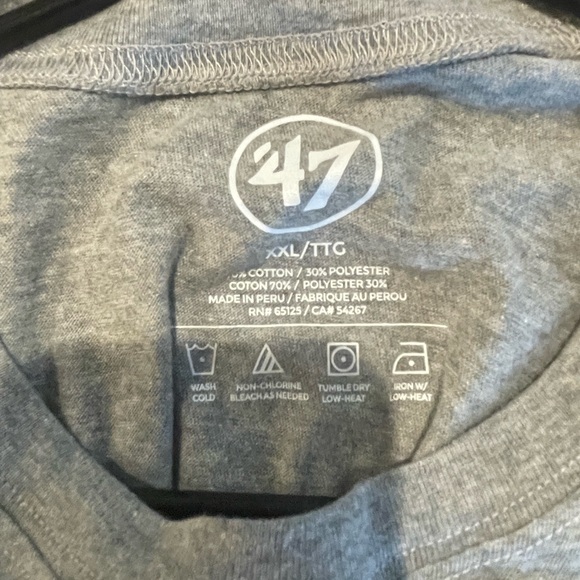 '47
XXL/TTG
% COTTON / 30% POLYESTER
COTON 70% / POLYESTER 30%
MADE IN PERU / FABRIQUE AU PEROU
RN# 65125 / CA# 54267
WASH COLD
NON-CHLORINE BLEACH AS NEEDED
TUMBLE DRY LOW-HEAT
IRON W/ LOW-HEAT